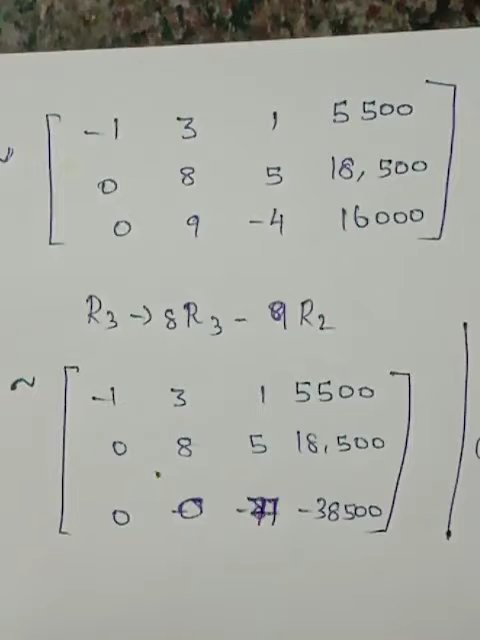 ~ [ -1 3 1 5 500
0 8 5 18, 500
0 9 -4 16000 ]
R3 → 8R3 - 9R2
~ [ -1 3 1 5500
0 8 5 18,500
0 0 -77 -38500 ]